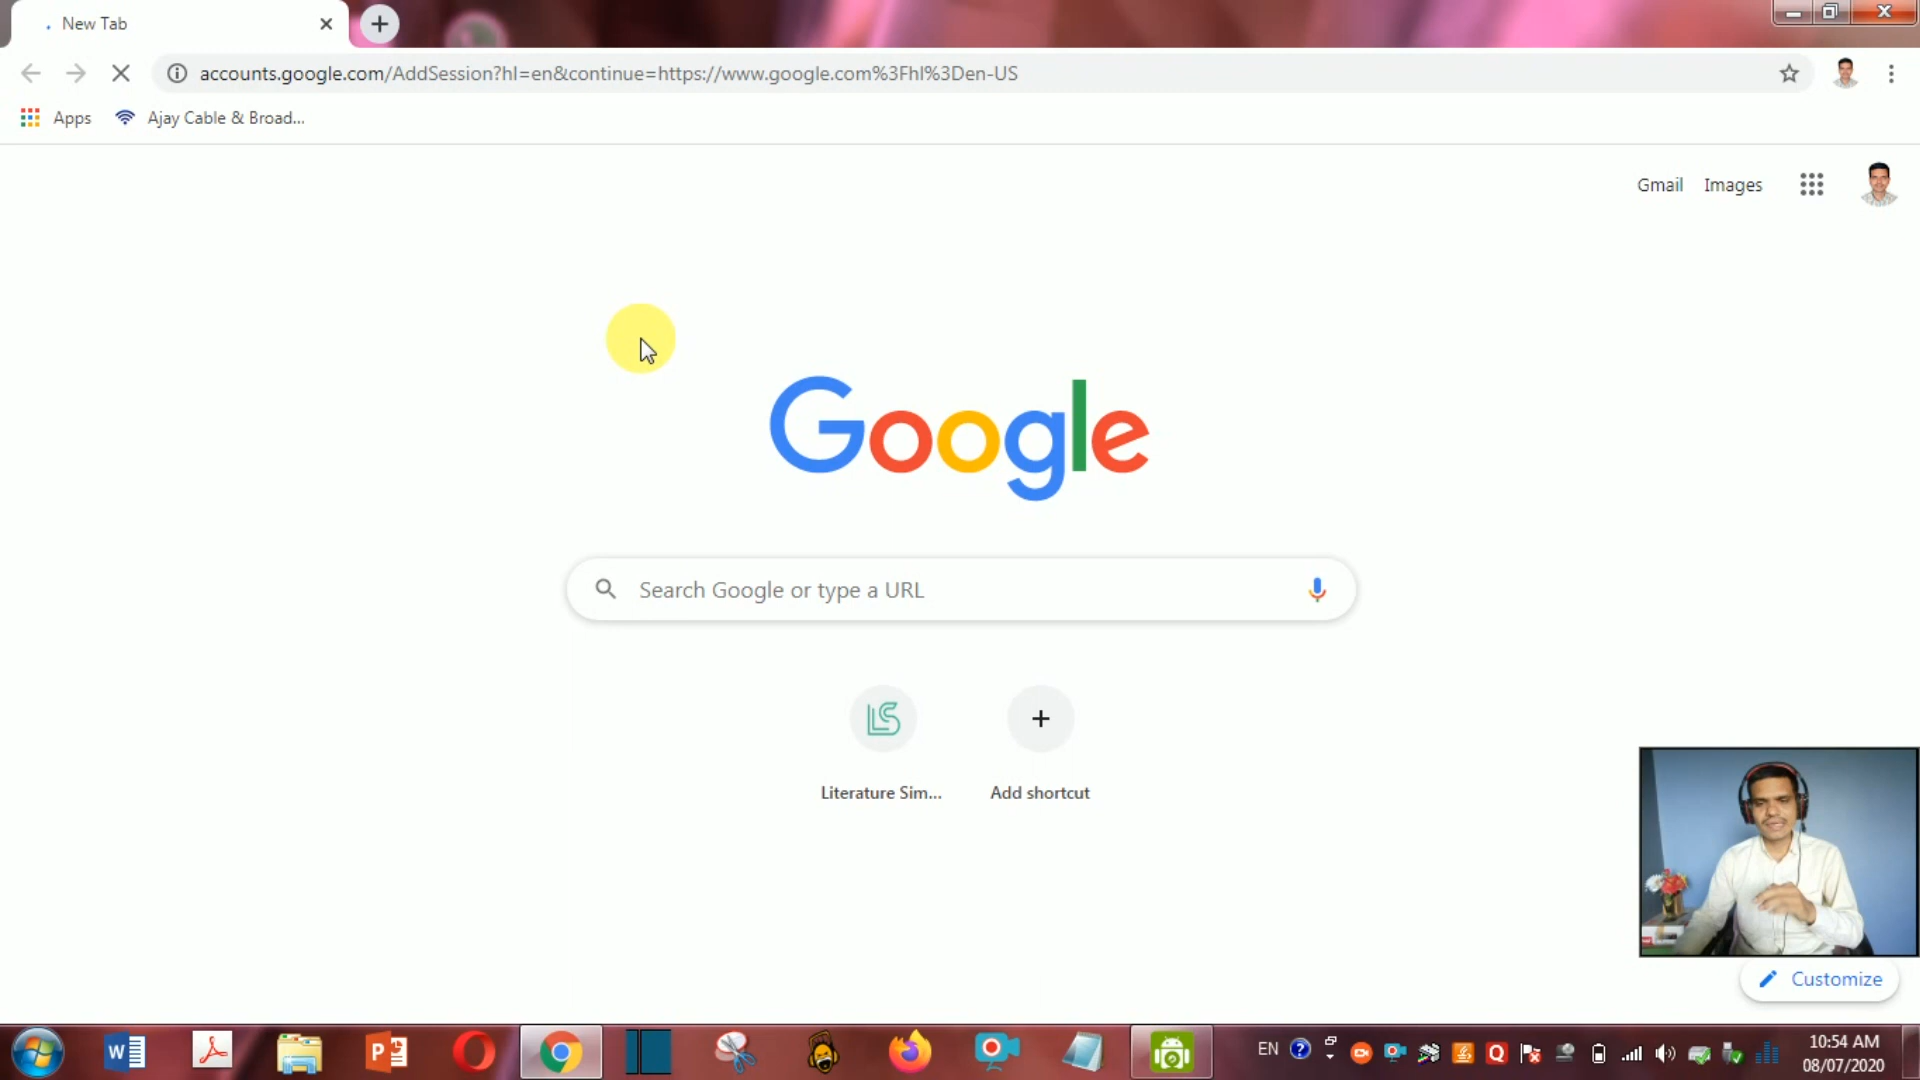 New Tab
accounts.google.com/AddSession?hl=en&continue=https://www.google.com%3Fhl%3Den-US
Apps
Ajay Cable & Broad...
Gmail
Images
Google
Search Google or type a URL
LS
Literature Sim...
Add shortcut
Customize
EN
10:54 AM
08/07/2020